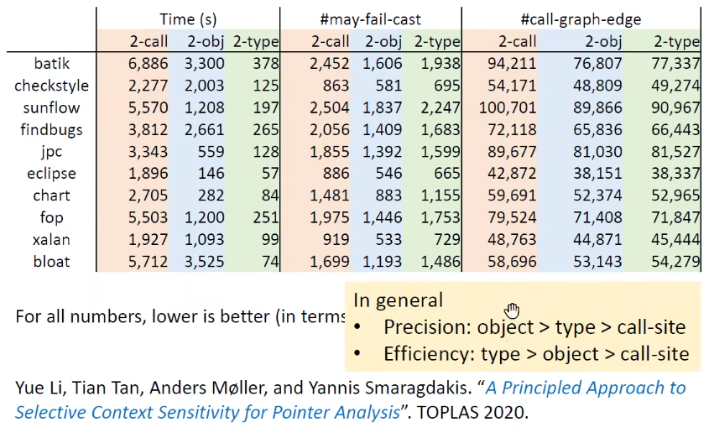 Time (s) #may-fail-cast #call-graph-edge
2-call 2-obj 2-type 2-call 2-obj 2-type 2-call 2-obj 2-type
batik 6,886 3,300 378 2,452 1,606 1,938 94,211 76,807 77,337
checkstyle 2,277 2,003 125 863 581 695 54,171 48,809 49,274
sunflow 5,570 1,208 197 2,504 1,837 2,247 100,701 89,866 90,967
findbugs 3,812 2,661 265 2,056 1,409 1,683 72,118 65,836 66,443
jpc 3,343 559 128 1,855 1,392 1,599 89,677 81,030 81,527
eclipse 1,896 146 57 886 546 665 42,872 38,151 38,337
chart 2,705 282 84 1,481 883 1,155 59,691 52,374 52,965
fop 5,503 1,200 251 1,975 1,446 1,753 79,524 71,408 71,847
xalan 1,927 1,093 99 919 533 729 48,763 44,871 45,444
bloat 5,712 3,525 74 1,699 1,193 1,486 58,696 53,143 54,279
For all numbers, lower is better (in terms
In general
• Precision: object > type > call-site
• Efficiency: type > object > call-site
Yue Li, Tian Tan, Anders Møller, and Yannis Smaragdakis. “A Principled Approach to
Selective Context Sensitivity for Pointer Analysis”. TOPLAS 2020.